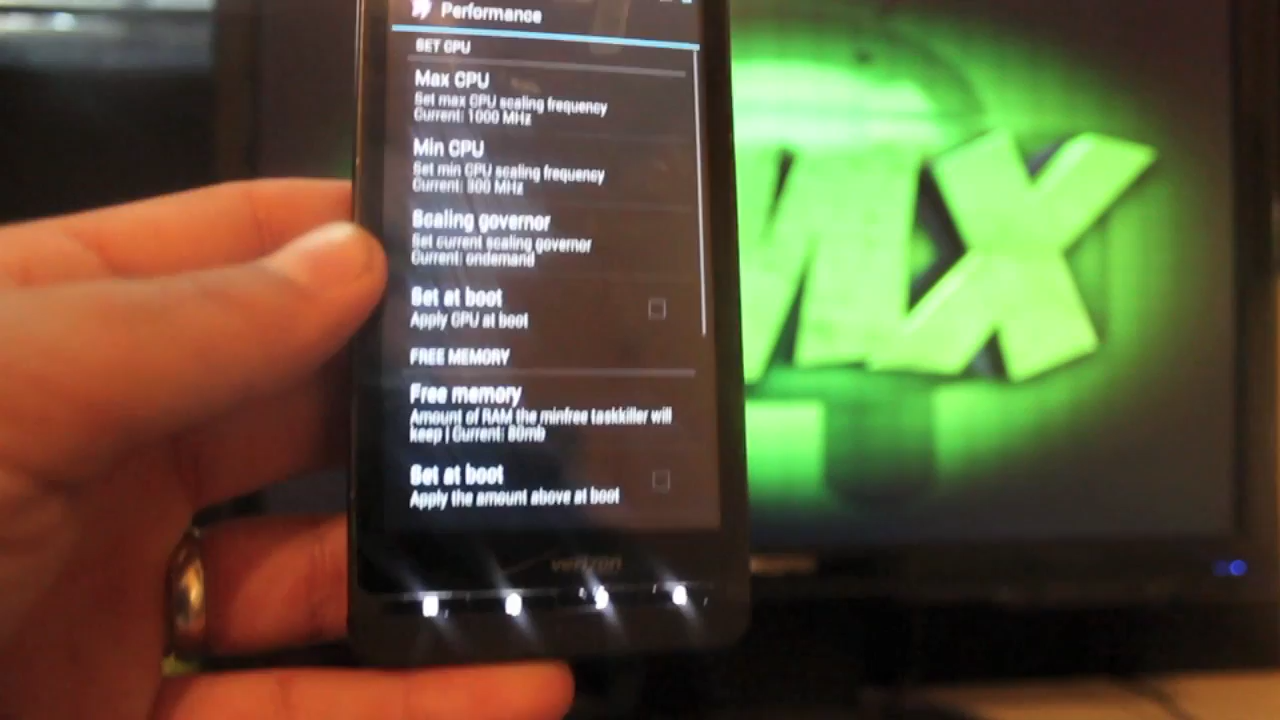 Performance
SET CPU
Max CPU
Set max CPU scaling frequency
Current: 1000 MHz
Min CPU
Set min CPU scaling frequency
Current: 300 MHz
Scaling governor
Set current scaling governor
Current: ondemand
Set at boot
Apply CPU at boot
FREE MEMORY
Free memory
Amount of RAM the minfree taskkiller will
keep | Current: 80mb
Set at boot
Apply the amount above at boot
verizon